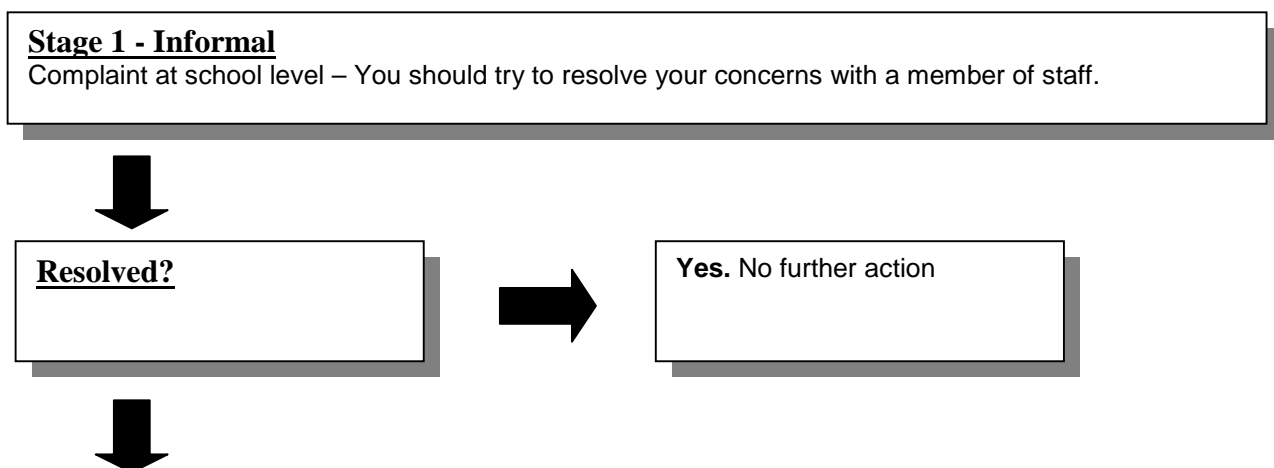 Stage 1 - Informal
Complaint at school level – You should try to resolve your concerns with a member of staff.
Resolved?
Yes. No further action